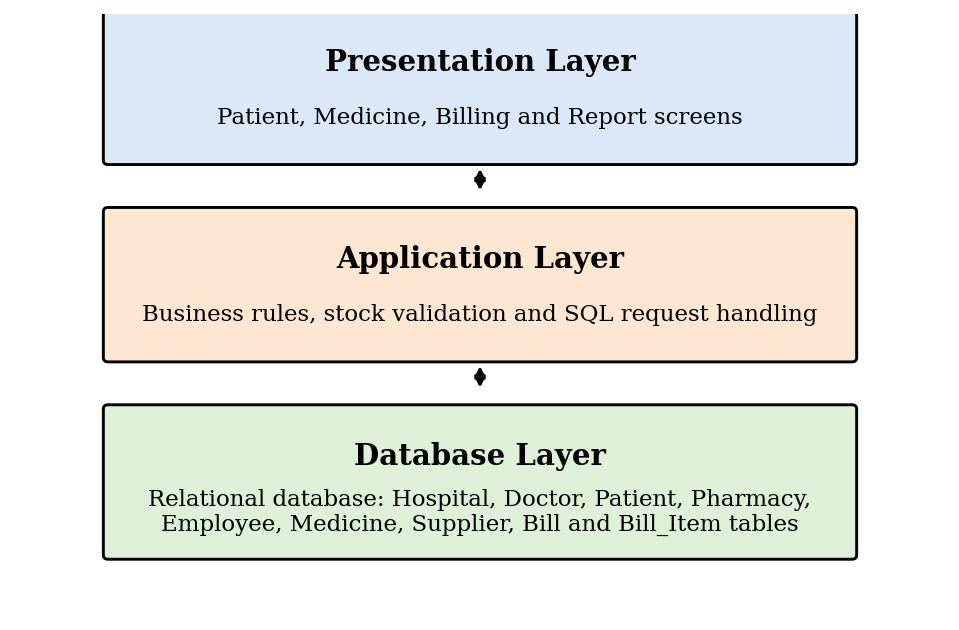 Presentation Layer
Patient, Medicine, Billing and Report screens
Application Layer
Business rules, stock validation and SQL request handling
Database Layer
Relational database: Hospital, Doctor, Patient, Pharmacy,
Employee, Medicine, Supplier, Bill and Bill_Item tables